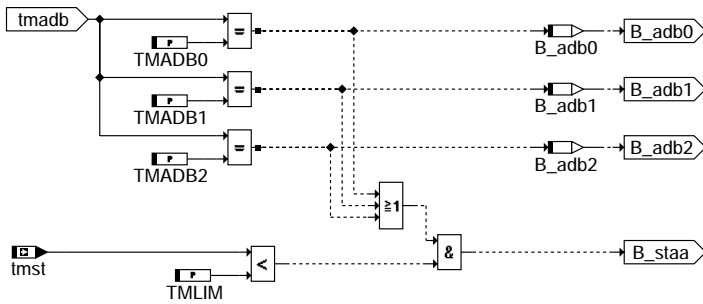 tmadb
=
P
TMADB0
B_adb0
B_adb0
=
P
TMADB1
B_adb1
B_adb1
=
P
TMADB2
B_adb2
B_adb2
≧1
&
B_staa
tmst
<
P
TMLIM